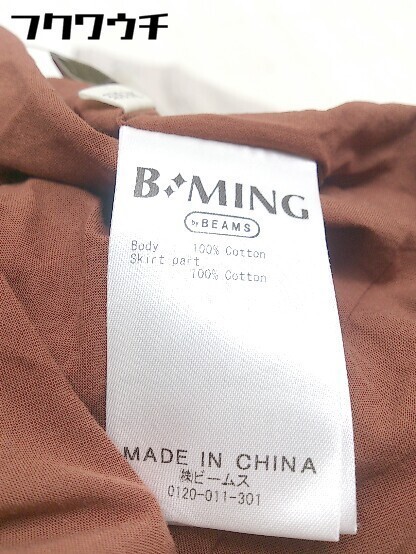 フクワウチ
B MING
by BEAMS
Body : 100% Cotton
Skirt part
: 100% Cotton
MADE IN CHINA
㈱ビームス
0120-011-301